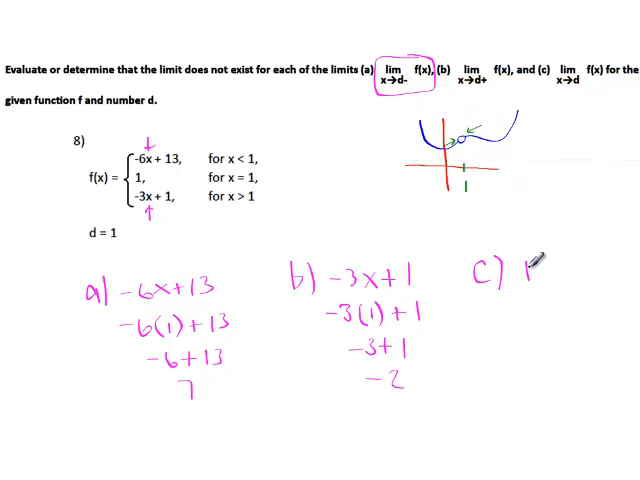 Evaluate or determine that the limit does not exist for each of the limits (a) lim x→d- f(x), (b) lim x→d+ f(x), and (c) lim x→d f(x) for the
given function f and number d.
8)
f(x) =
-6x + 13, for x < 1,
1, for x = 1,
-3x + 1, for x > 1
d = 1
1
a) -6x+13
-6(1)+13
-6+13
7
b) -3x+1
-3(1)+1
-3+1
-2
c)